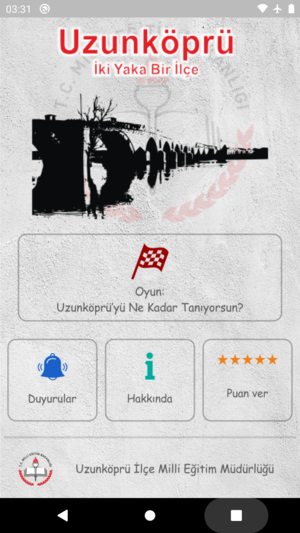 03:31
Uzunköprü
İki Yaka Bir İlçe
Oyun:
Uzunköprü'yü Ne Kadar Tanıyorsun?
Duyurular
Hakkında
Puan ver
Uzunköprü İlçe Milli Eğitim Müdürlüğü